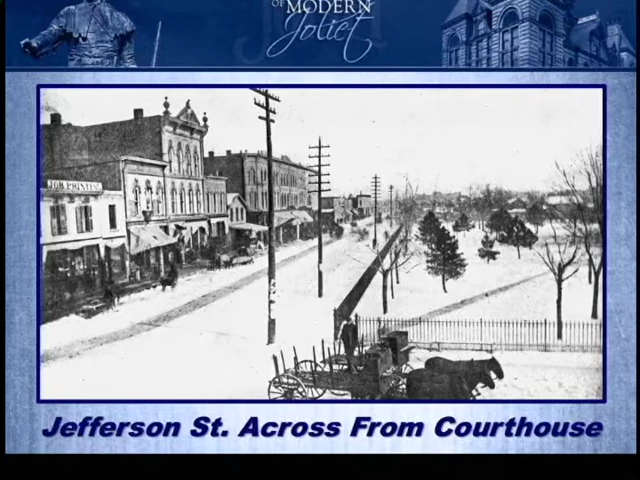 OF MODERN
Joliet
JOB PRINTING
Jefferson St. Across From Courthouse